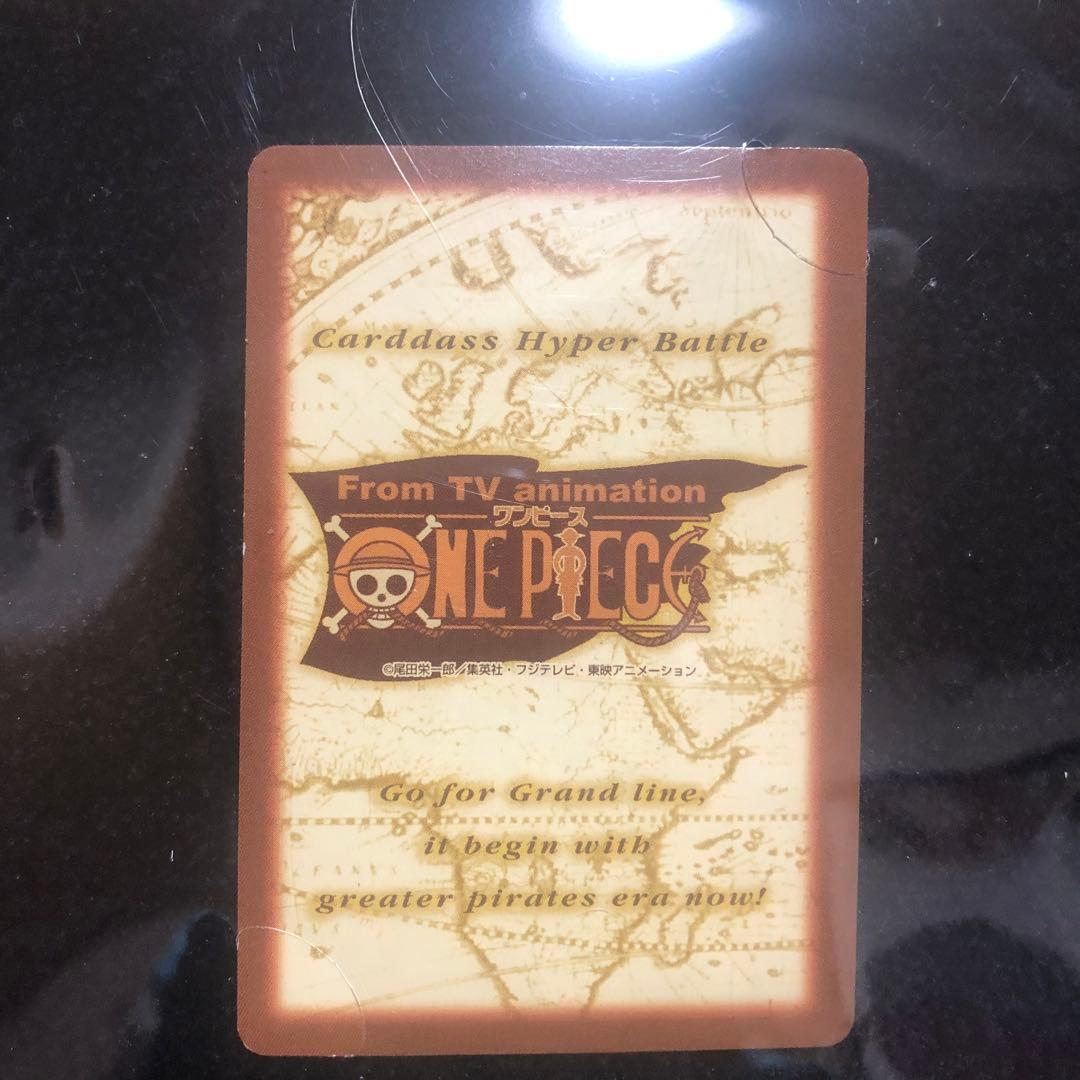 Carddass Hyper Battle
From TV animation
ワンピース
ONE PIECE
©尾田栄一郎／集英社・フジテレビ・東映アニメーション
Go for Grand line,
it begin with
greater pirates era now!